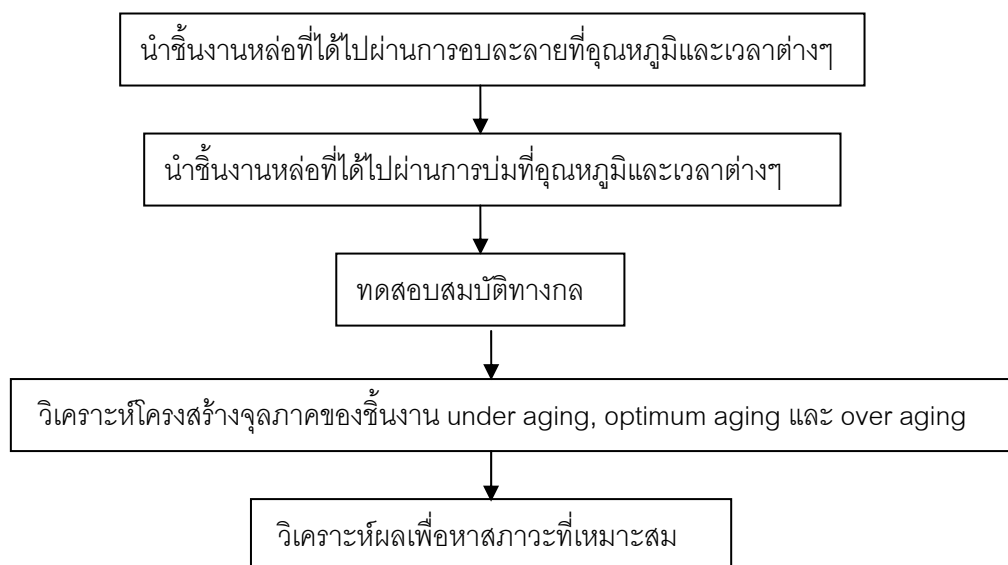 นำชิ้นงานหล่อที่ได้ไปผ่านการอบละลายที่อุณหภูมิและเวลาต่างๆ
นำชิ้นงานหล่อที่ได้ไปผ่านการบ่มที่อุณหภูมิและเวลาต่างๆ
ทดสอบสมบัติทางกล
วิเคราะห์โครงสร้างจุลภาคของชิ้นงาน under aging, optimum aging และ over aging
วิเคราะห์ผลเพื่อหาสภาวะที่เหมาะสม